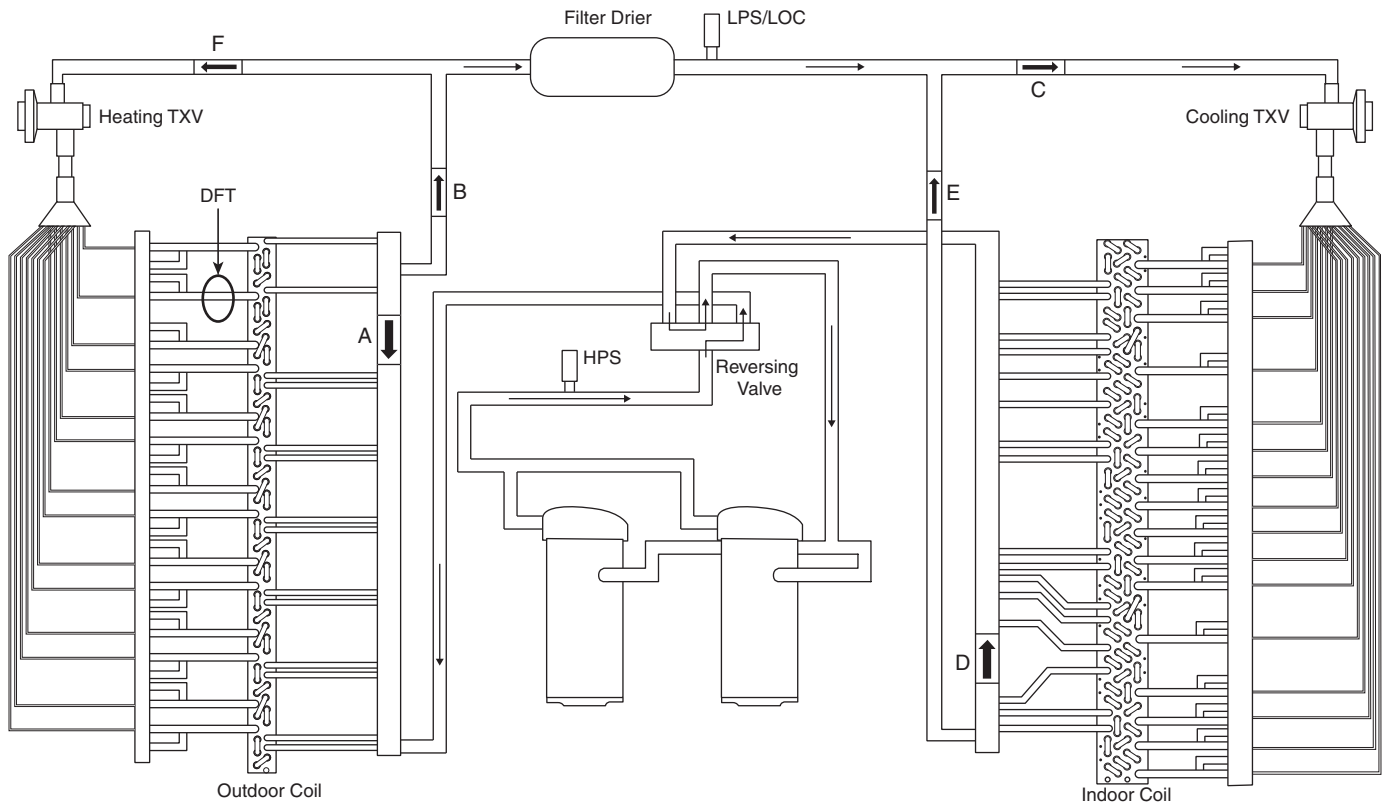 Filter Drier
LPS/LOC
F
C
Heating TXV
Cooling TXV
DFT
B
E
A
HPS
Reversing
Valve
D
Outdoor Coil
Indoor Coil